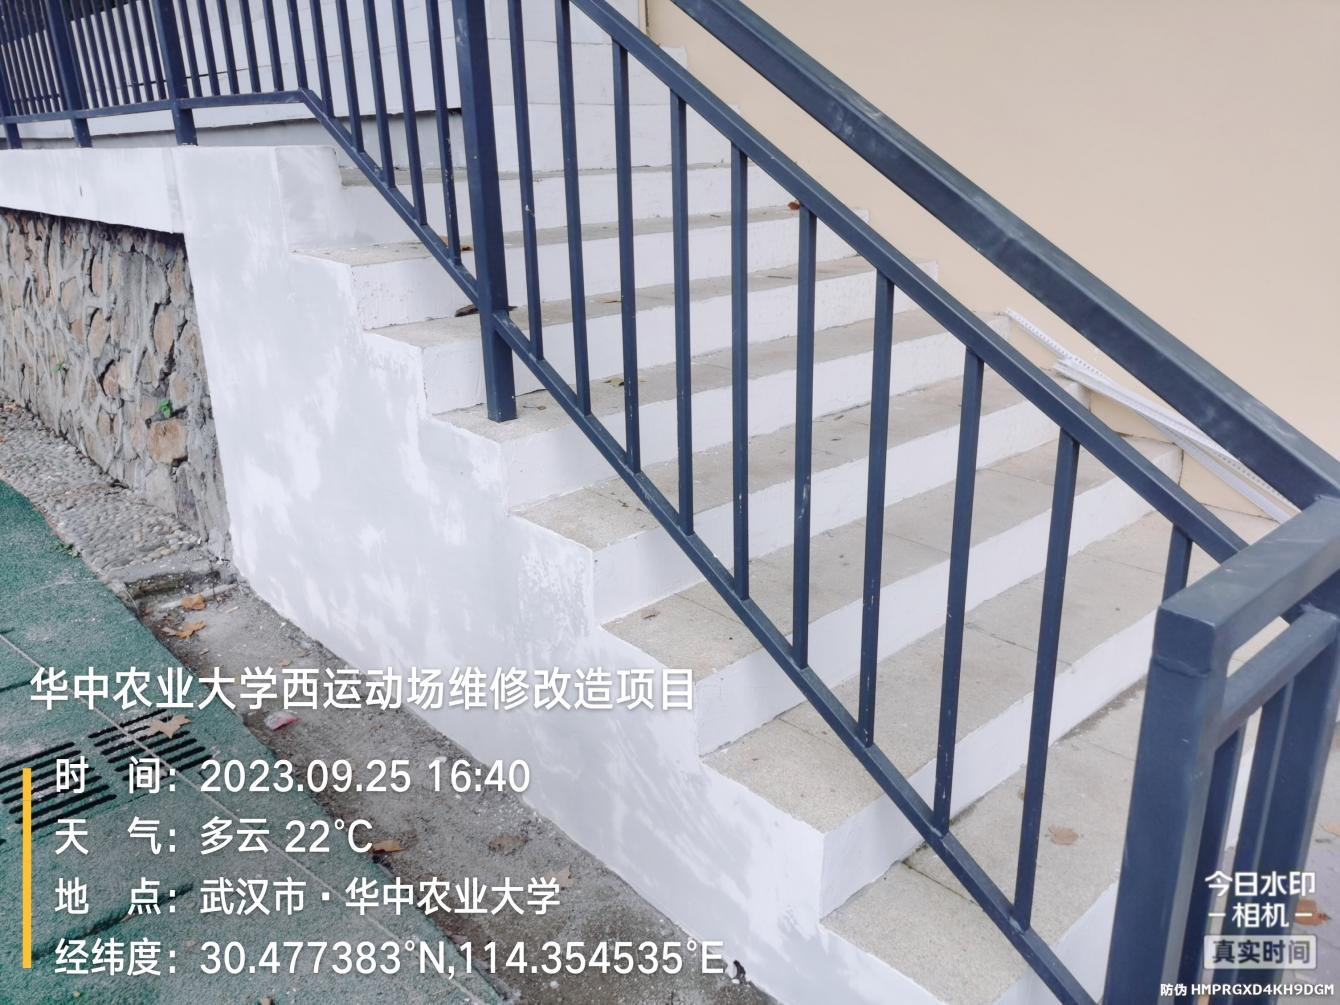 华中农业大学西运动场维修改造项目
时 间：2023.09.25 16:40
天 气：多云 22℃
地 点：武汉市·华中农业大学
经纬度：30.477383°N,114.354535°E
今日水印
-相机-
真实时间
防伪 HMPRGXD4KH9DGM